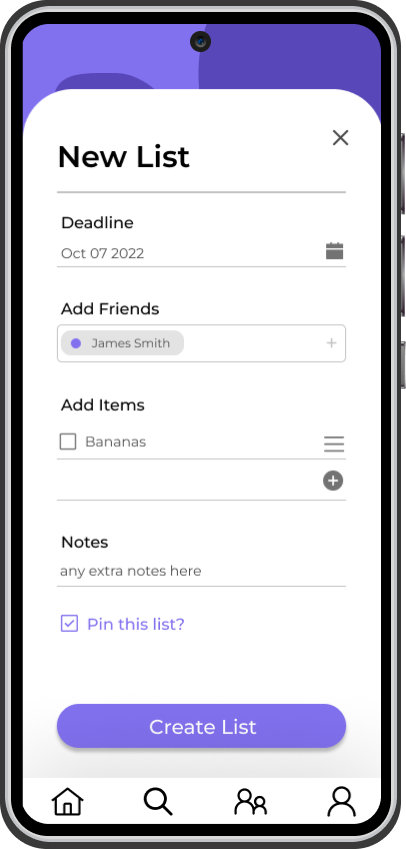 New List
Deadline
Oct 07 2022
Add Friends
James Smith
Add Items
Bananas
Notes
any extra notes here
Pin this list?
Create List